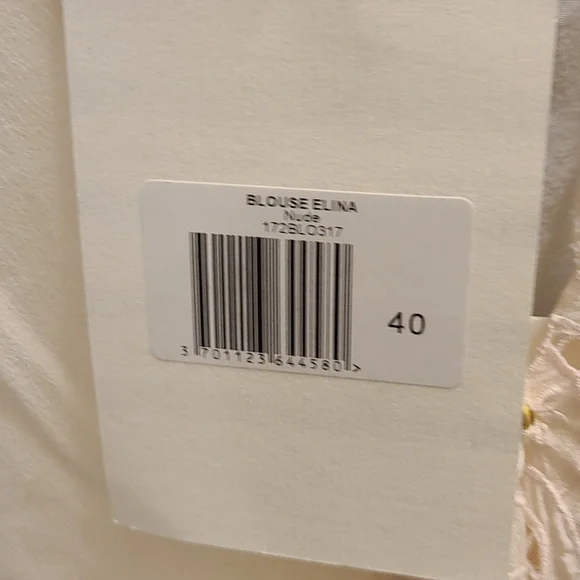 BLOUSE ELINA
Nude
172BLO317
40
3 701123 644580 >